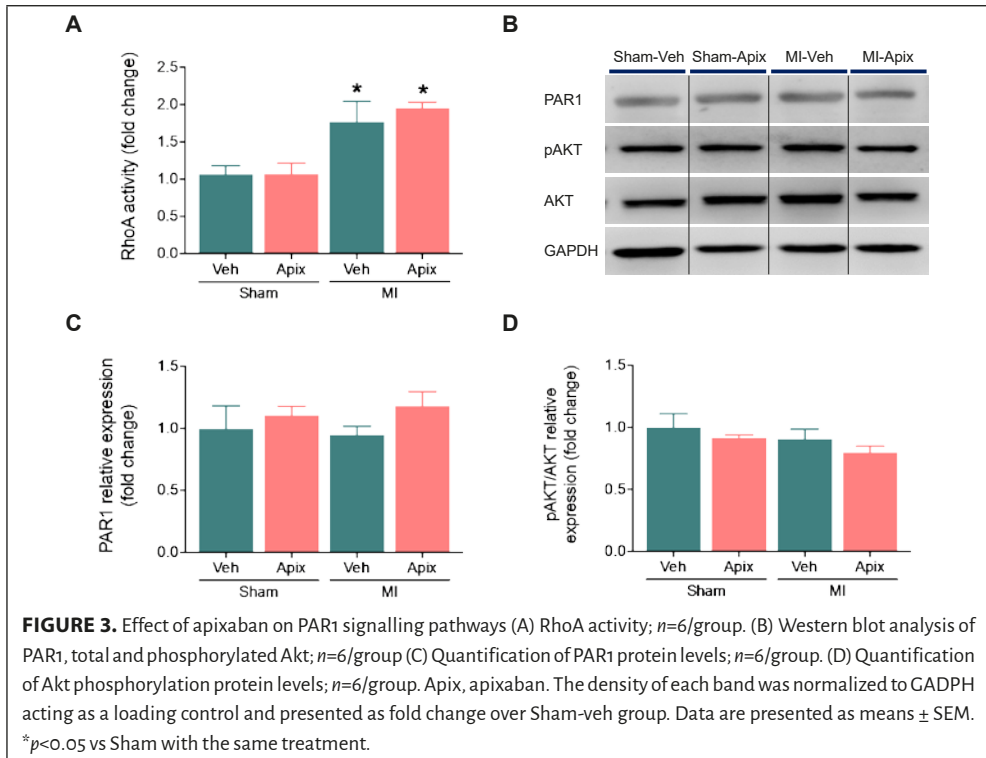 A
RhoA activity (fold change)
2.5
2.0
1.5
1.0
0.5
0.0
*
*
Veh
Apix
Veh
Apix
Sham
MI
B
Sham-Veh
Sham-Apix
MI-Veh
MI-Apix
PAR1
pAKT
AKT
GAPDH
C
PAR1 relative expression
(fold change)
1.5
1.0
0.5
0.0
Veh
Apix
Veh
Apix
Sham
MI
D
pAKT/AKT relative
expression (fold change)
1.5
1.0
0.5
0.0
Veh
Apix
Veh
Apix
Sham
MI
FIGURE 3. Effect of apixaban on PAR1 signalling pathways (A) RhoA activity; n=6/group. (B) Western blot analysis of
PAR1, total and phosphorylated Akt; n=6/group (C) Quantification of PAR1 protein levels; n=6/group. (D) Quantification
of Akt phosphorylation protein levels; n=6/group. Apix, apixaban. The density of each band was normalized to GADPH
acting as a loading control and presented as fold change over Sham-veh group. Data are presented as means ± SEM.
*p<0.05 vs Sham with the same treatment.